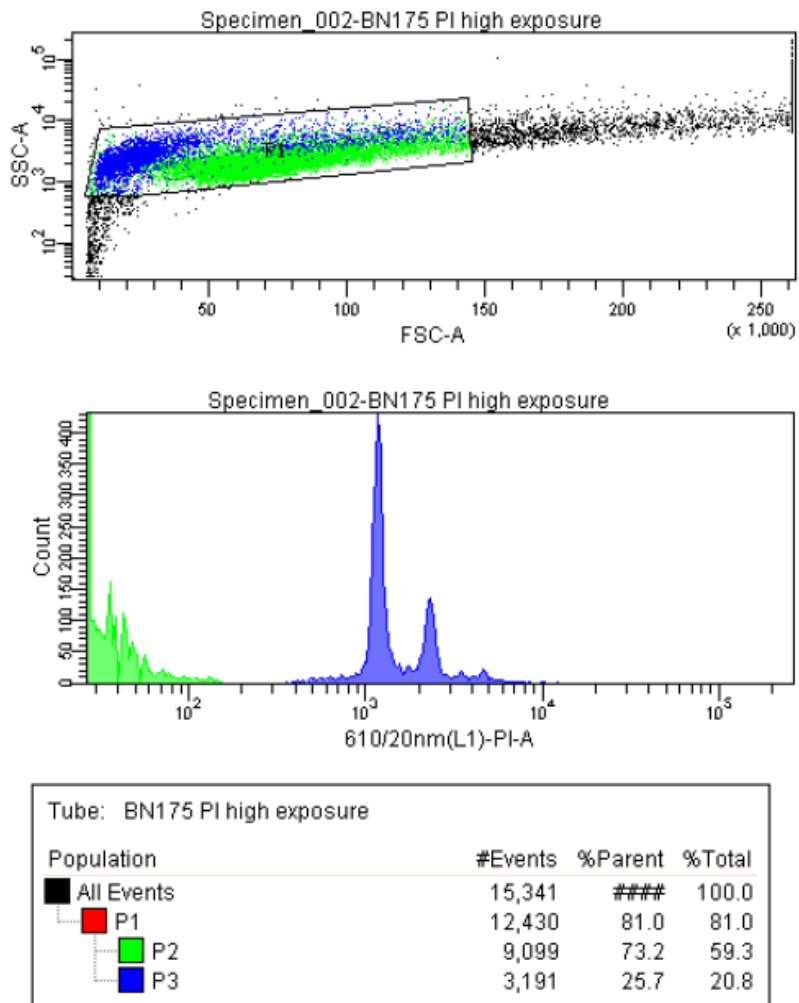 Specimen_002-BN175 PI high exposure
SSC-A
10^5
10^4
10^3
10^2
P1
50 100 150 200 250
FSC-A (x 1,000)
Specimen_002-BN175 PI high exposure
Count
400
350
300
250
200
150
100
50
0
10^2 10^3 10^4 10^5
610/20nm(L1)-PI-A
Tube: BN175 PI high exposure
Population #Events %Parent %Total
All Events 15,341 #### 100.0
P1 12,430 81.0 81.0
P2 9,099 73.2 59.3
P3 3,191 25.7 20.8